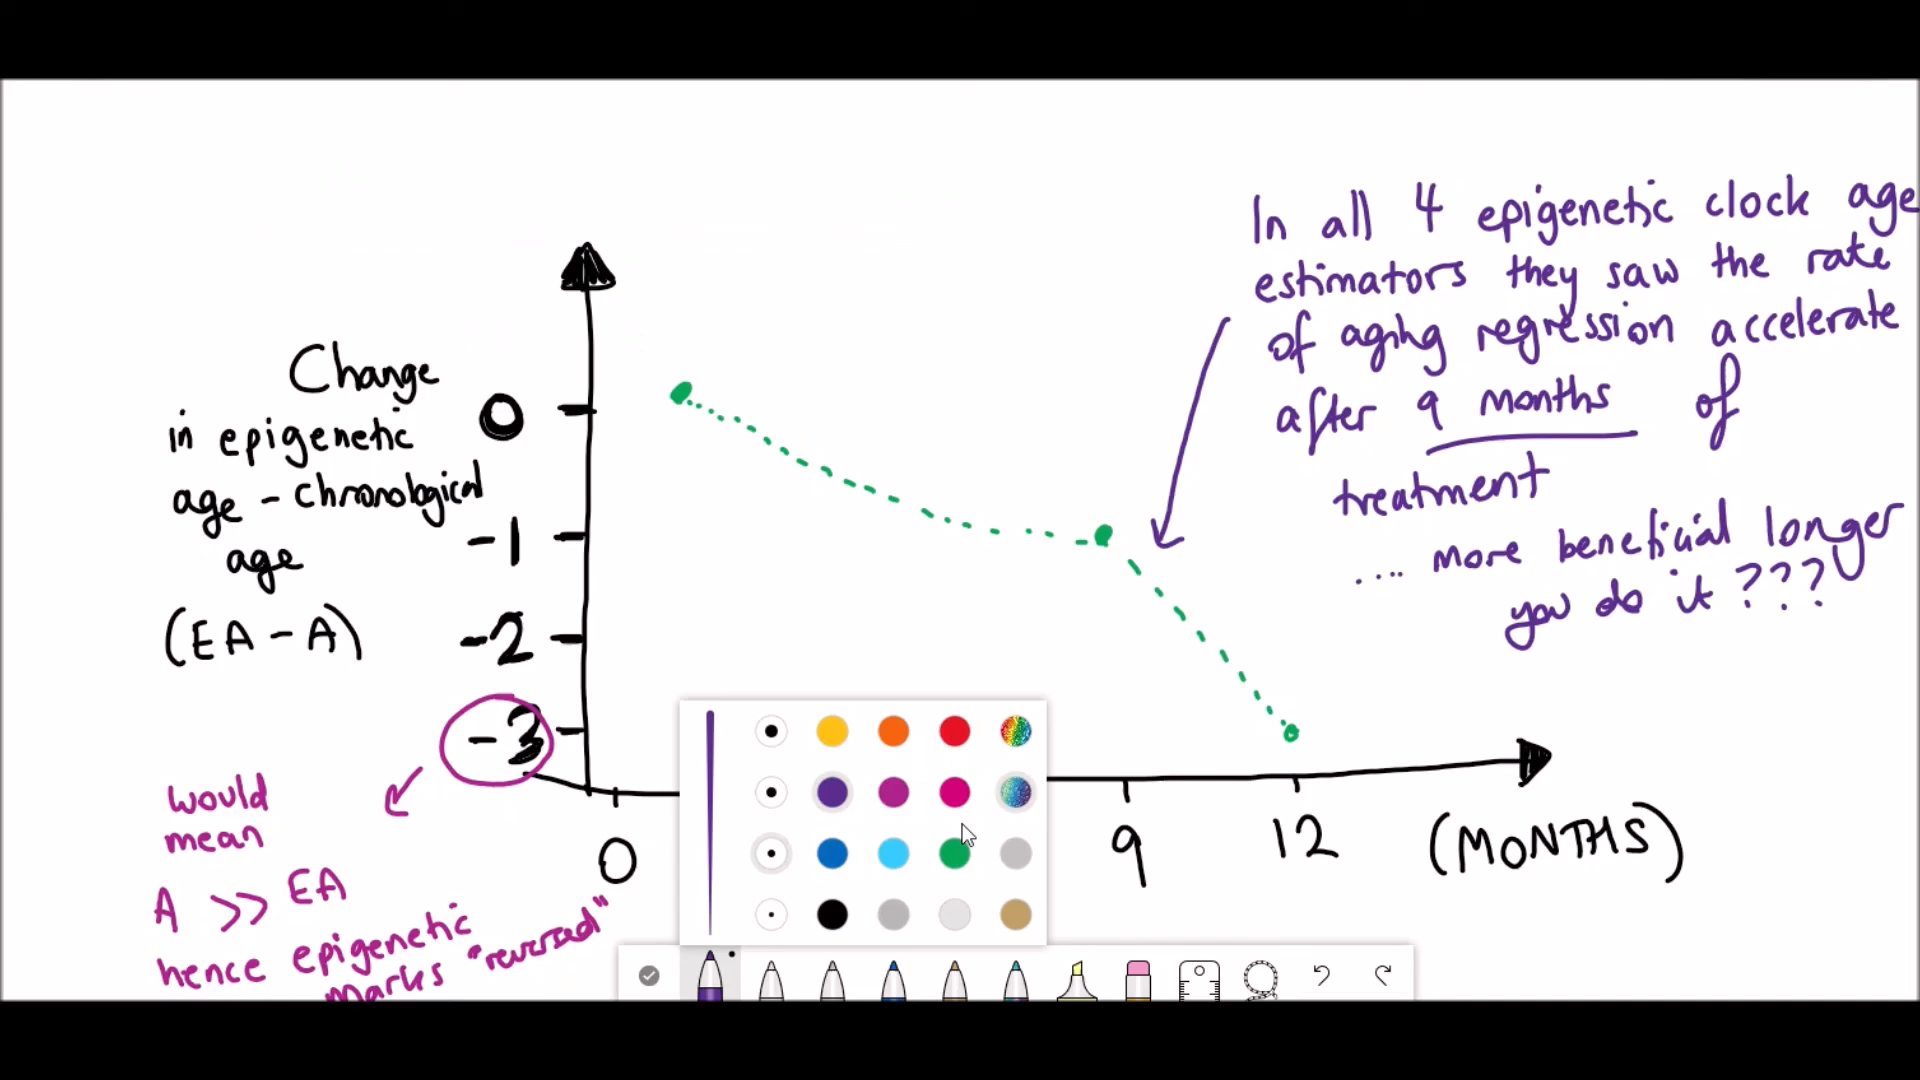 In all 4 epigenetic clock age
estimators they saw the rate
of aging regression accelerate
after 9 months of
treatment
.... more beneficial longer
you do it ???
Change
in epigenetic
age - chronological
age
(EA - A)
0
-1
-2
-3
would
mean
A >> EA
hence epigenetic
marks "reversed"
0
9
12
(MONTHS)